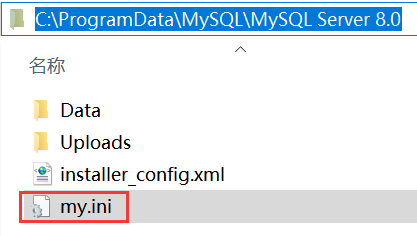 C:\ProgramData\MySQL\MySQL Server 8.0
名称
Data
Uploads
installer_config.xml
my.ini